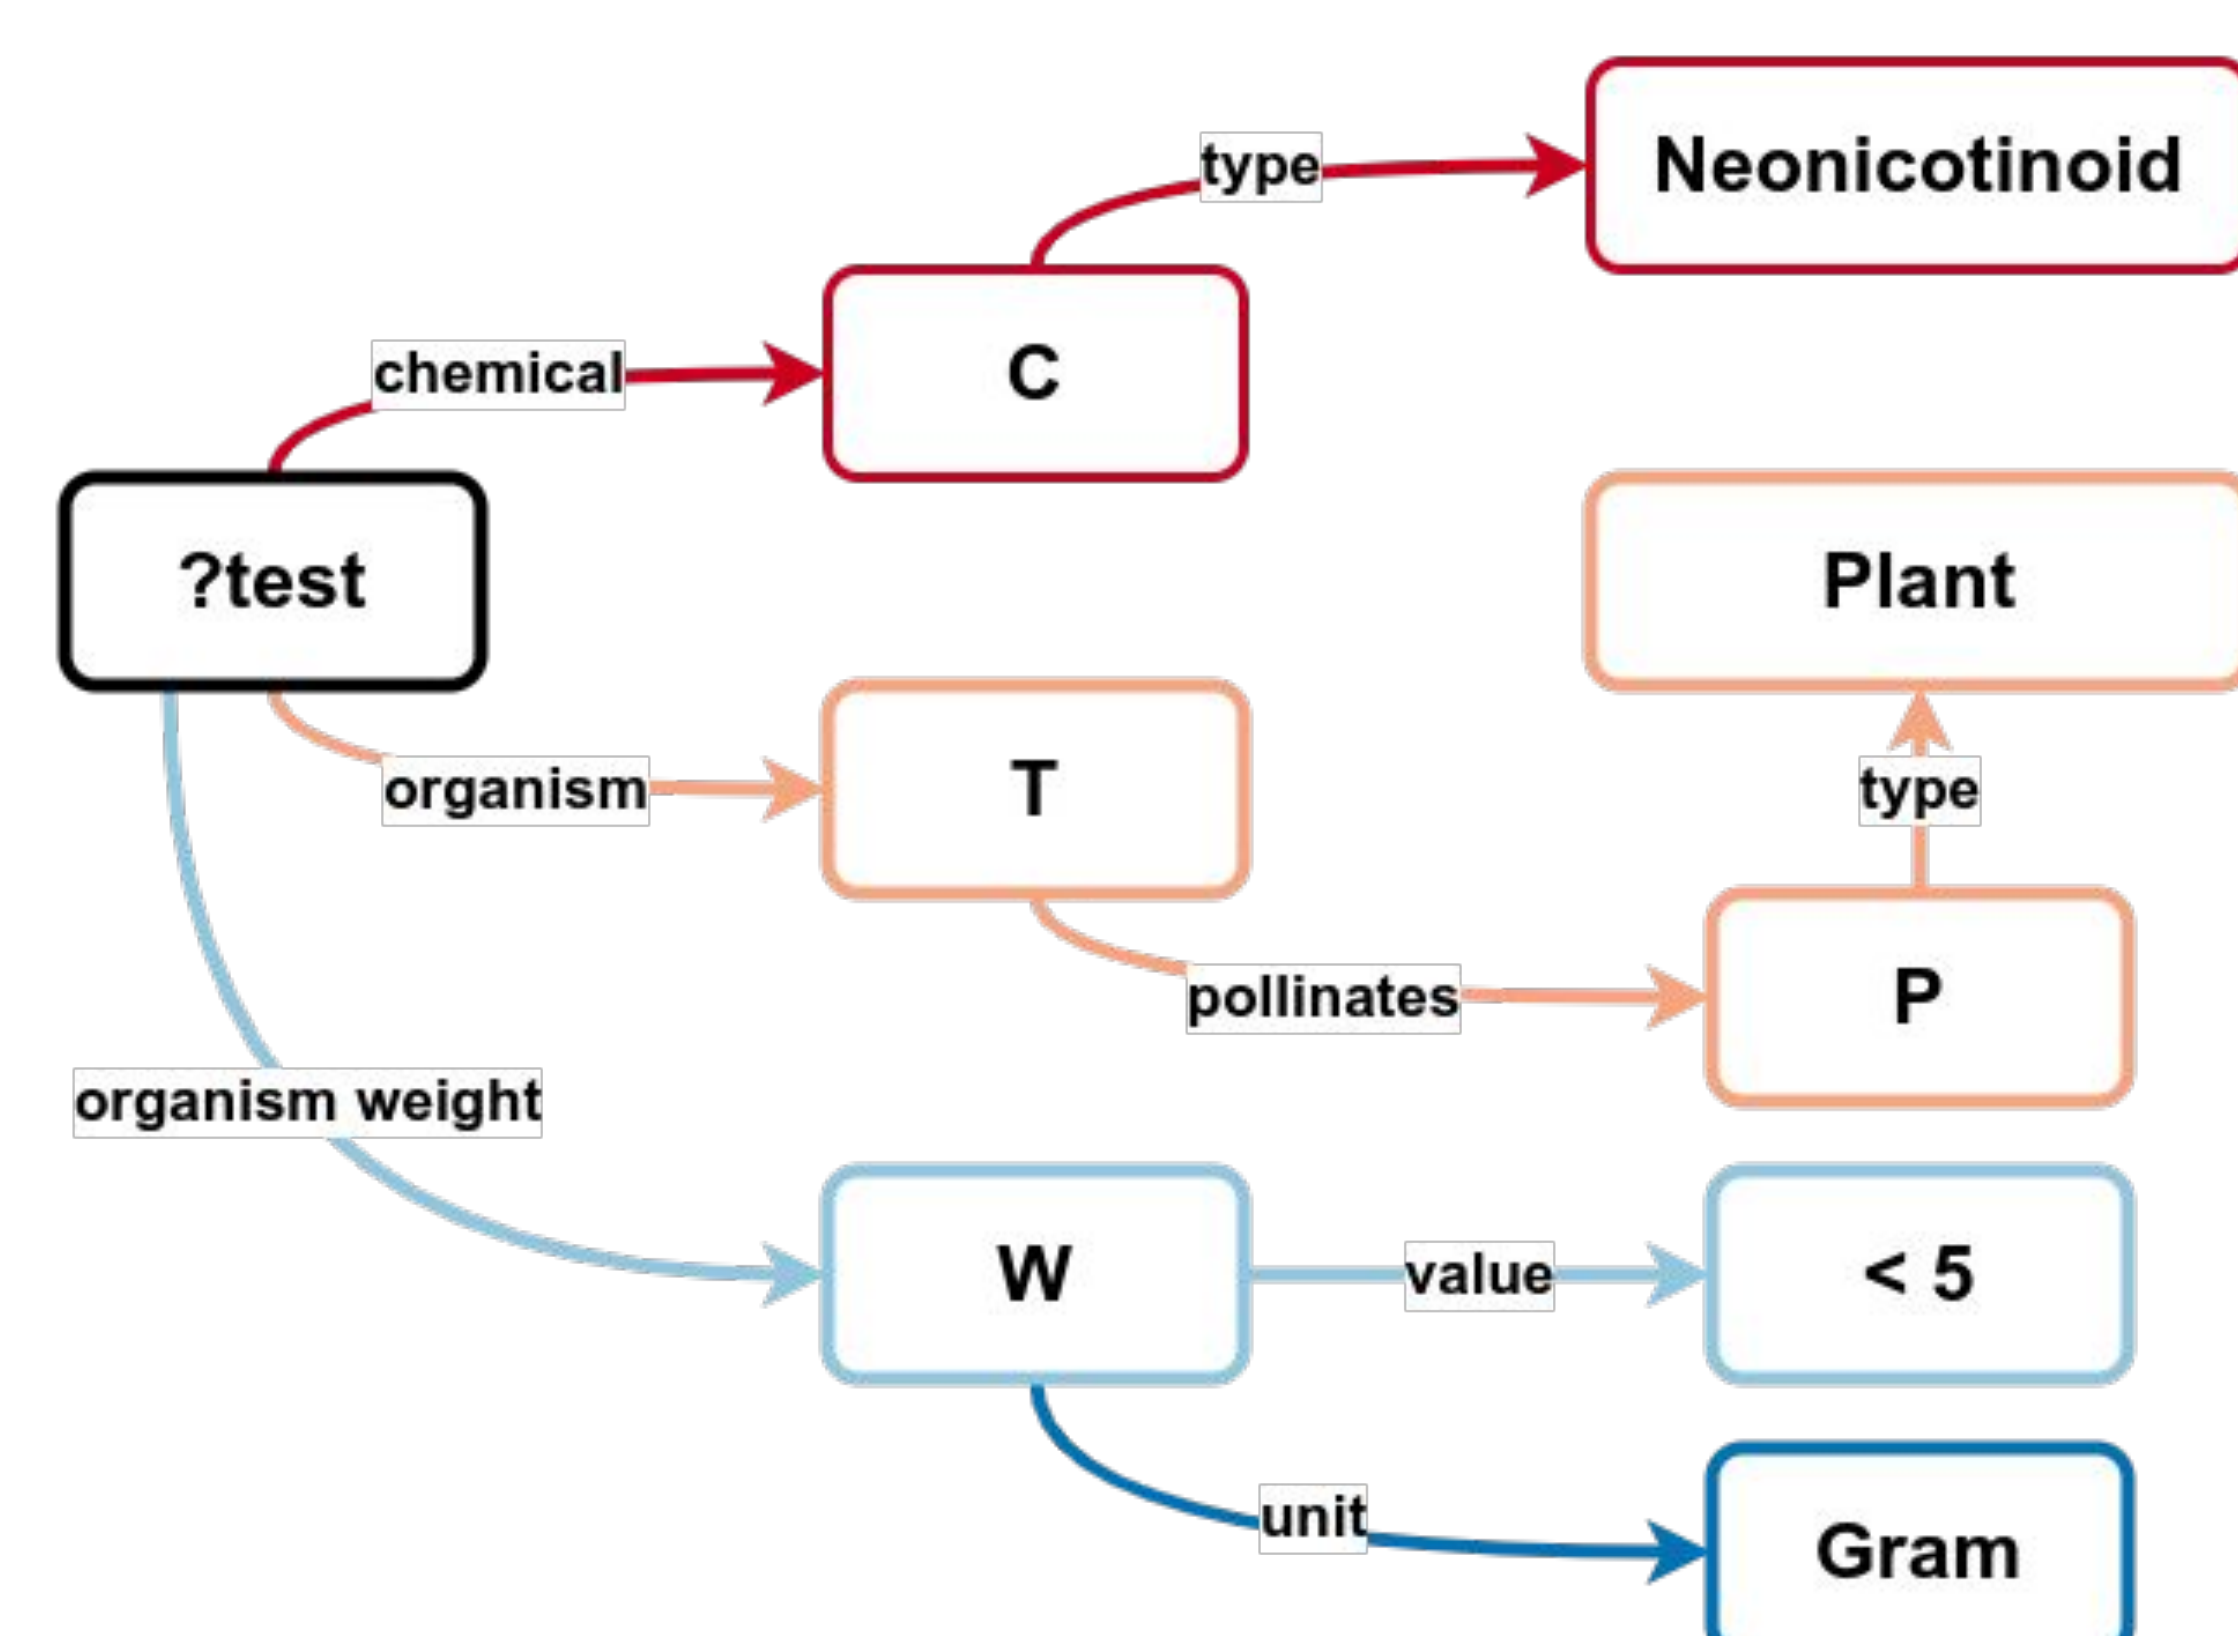 type
Neonicotinoid
chemical
C
?test
Plant
organism
T
type
pollinates
P
organism weight
W
value
< 5
unit
Gram